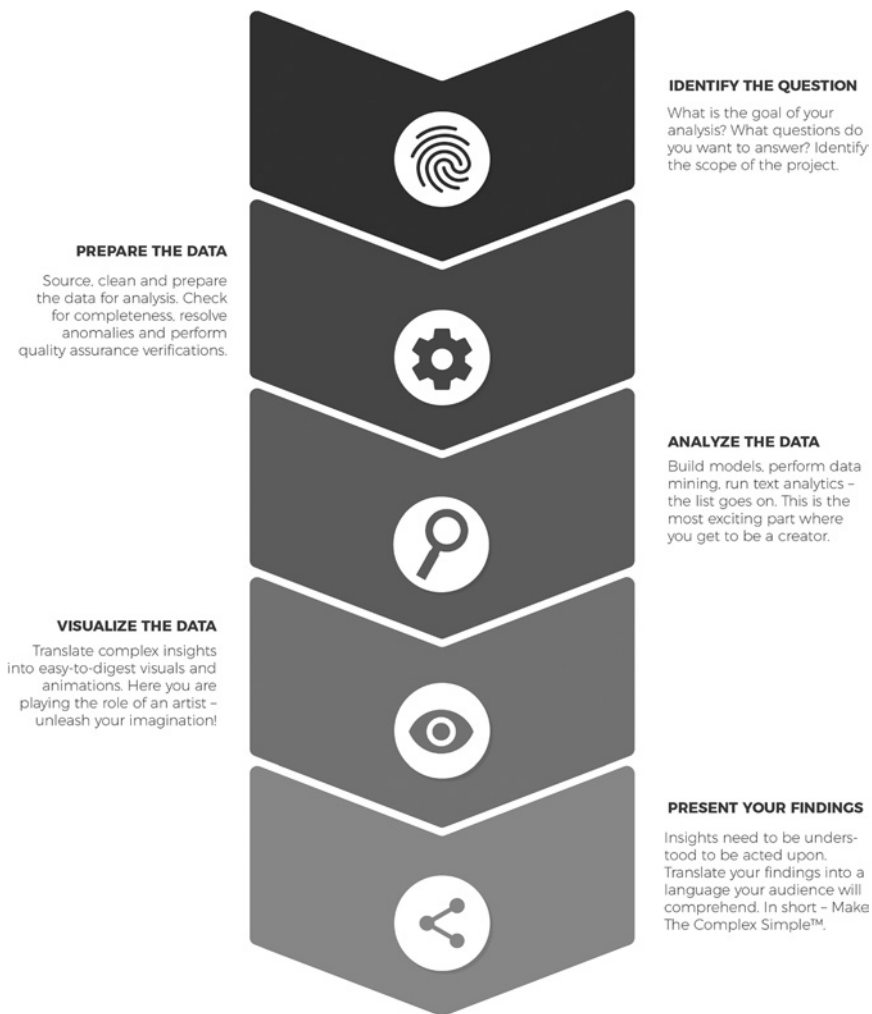 IDENTIFY THE QUESTION
What is the goal of your
analysis? What questions do
you want to answer? Identify
the scope of the project.
PREPARE THE DATA
Source, clean and prepare
the data for analysis. Check
for completeness, resolve
anomalies and perform
quality assurance verifications.
ANALYZE THE DATA
Build models, perform data
mining, run text analytics –
the list goes on. This is the
most exciting part where
you get to be a creator.
VISUALIZE THE DATA
Translate complex insights
into easy-to-digest visuals and
animations. Here you are
playing the role of an artist –
unleash your imagination!
PRESENT YOUR FINDINGS
Insights need to be unders-
tood to be acted upon.
Translate your findings into a
language your audience will
comprehend. In short – Make
The Complex Simple™.